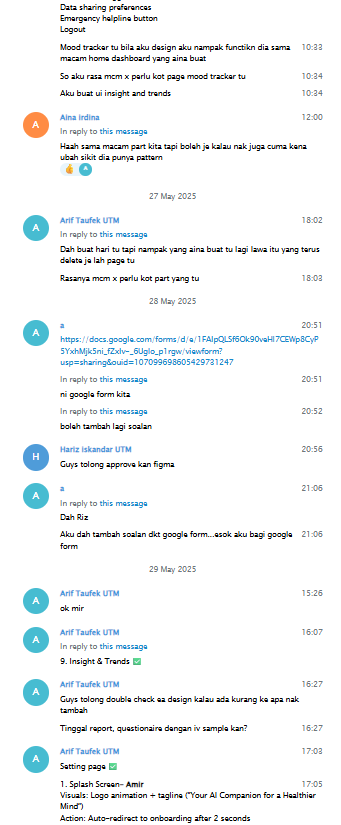 Data sharing preferences
Emergency helpline button
Logout
Mood tracker tu bila aku design aku nampak functikn dia sama 10:33
macam home dashboard yang aina buat
So aku rasa mcm x perlu kot page mood tracker tu 10:34
Aku buat ui insight and trends 10:34
A Aina irdina 12:00
In reply to this message
Haah sama macam part kita tapi boleh je kalau nak juga cuma kena
ubah sikit dia punya pattern
👍 A
27 May 2025
A Arif Taufek UTM 18:02
In reply to this message
Dah buat hari tu tapi nampak yang aina buat tu lagi lawa itu yang terus
delete je lah page tu
Rasanya mcm x perlu kot part yang tu 18:03
28 May 2025
A a 20:51
https://docs.google.com/forms/d/e/1FAIpQLSf6Ok90veHI7CEWp8CyP
5YxhMjk5ni_fZxIv-_6Uglo_p1rgw/viewform?
usp=sharing&ouid=107099698605429731247
In reply to this message 20:51
ni google form kita
In reply to this message 20:52
boleh tambah lagi soalan
H Hariz iskandar UTM 20:56
Guys tolong approve kan figma
A a 21:06
In reply to this message
Dah Riz
Aku dah tambah soalan dkt google form...esok aku bagi google 21:06
form
29 May 2025
A Arif Taufek UTM 15:26
ok mir
A Arif Taufek UTM 16:07
In reply to this message
9. Insight & Trends ✅
A Arif Taufek UTM 16:27
Guys tolong double check ea design kalau ada kurang ke apa nak
tambah
Tinggal report, questionaire dengan iv sample kan? 16:27
A Arif Taufek UTM 17:03
Setting page ✅
1. Splash Screen- Amir 17:05
Visuals: Logo animation + tagline ("Your AI Companion for a Healthier
Mind")
Action: Auto-redirect to onboarding after 2 seconds